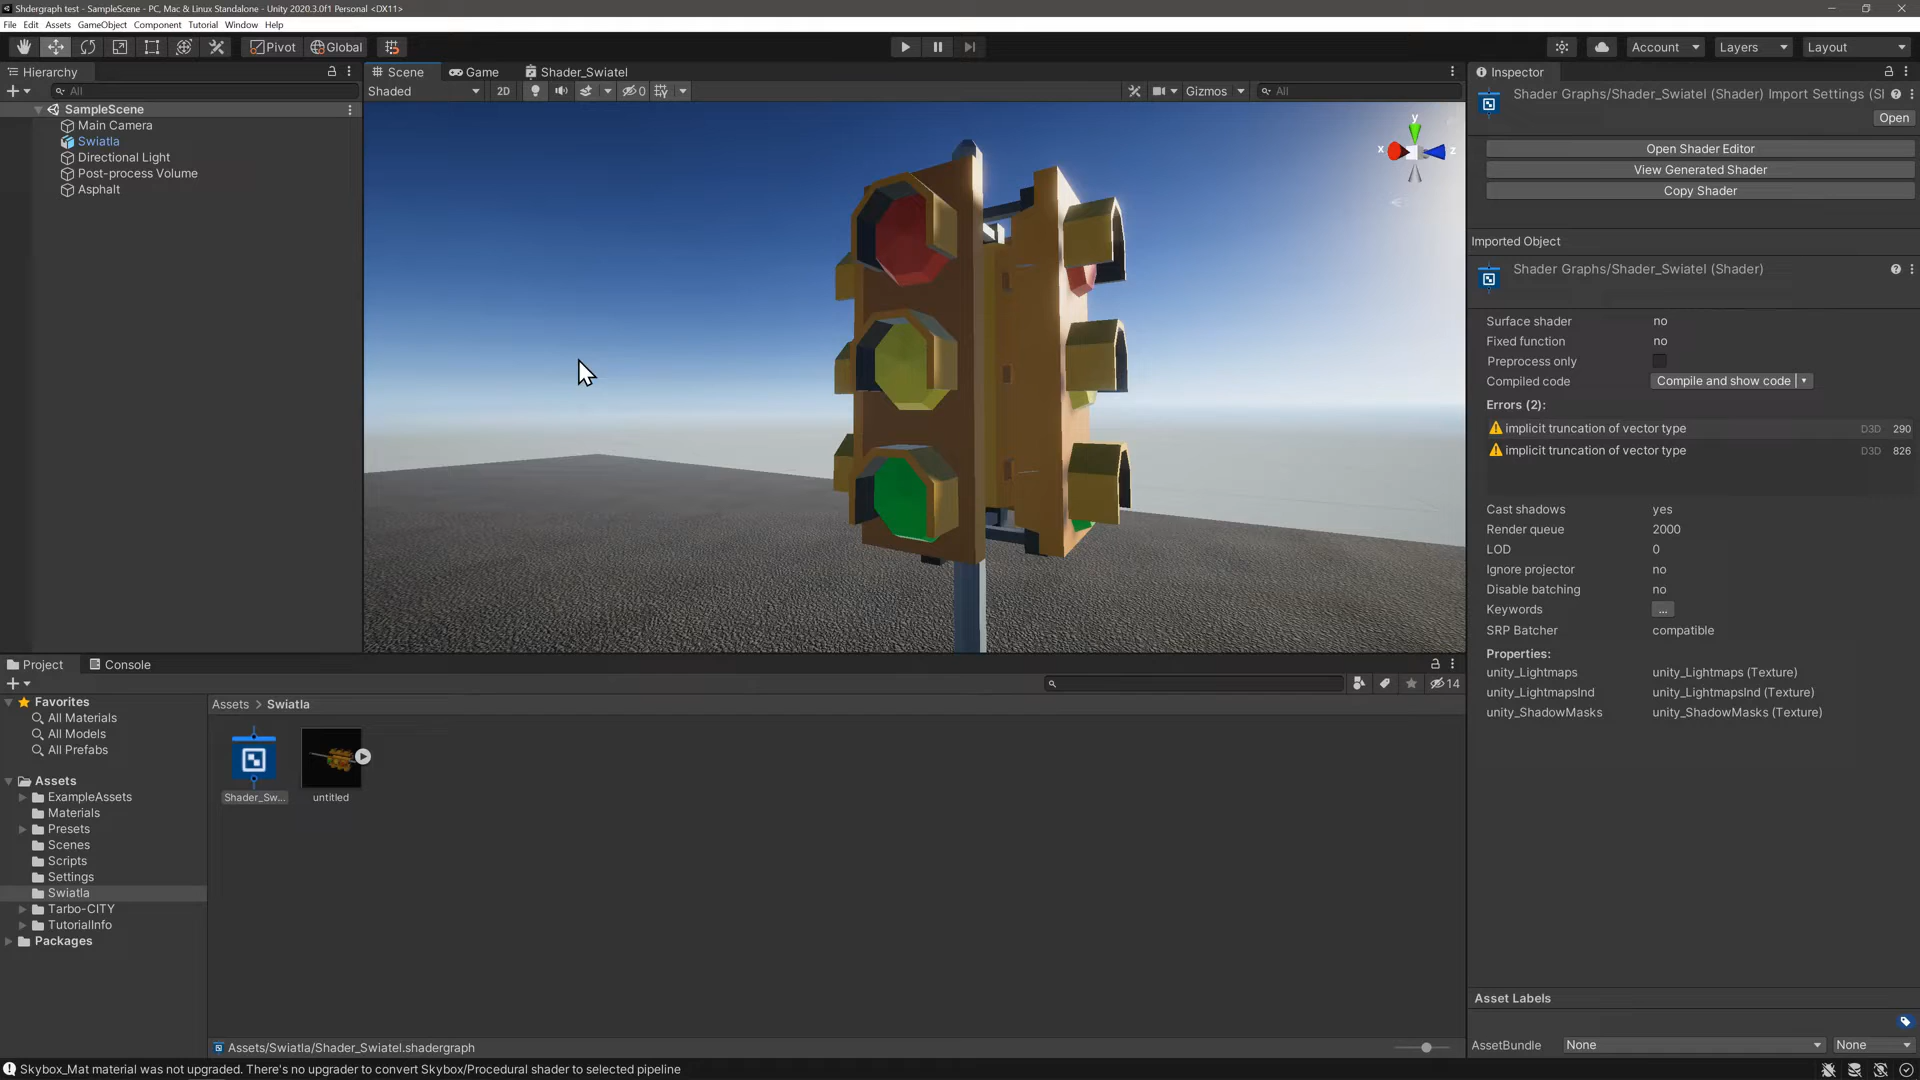 Shdergraph test - SampleScene - PC, Mac & Linux Standalone - Unity 2020.3.0f1 Personal <DX11>
File Edit Assets GameObject Component Tutorial Window Help
Pivot Global Account Layers Layout
Hierarchy
All
SampleScene
Main Camera
Swiatla
Directional Light
Post-process Volume
Asphalt
Scene Game Shader_Swiatel
Shaded 2D 0 Gizmos All
y
x z
Inspector
Shader Graphs/Shader_Swiatel (Shader) Import Settings (SI
Open
Open Shader Editor
View Generated Shader
Copy Shader
Imported Object
Shader Graphs/Shader_Swiatel (Shader)
Surface shader no
Fixed function no
Preprocess only
Compiled code Compile and show code
Errors (2):
implicit truncation of vector type D3D 290
implicit truncation of vector type D3D 826
Cast shadows yes
Render queue 2000
LOD 0
Ignore projector no
Disable batching no
Keywords ...
SRP Batcher compatible
Properties:
unity_Lightmaps unity_Lightmaps (Texture)
unity_LightmapsInd unity_LightmapsInd (Texture)
unity_ShadowMasks unity_ShadowMasks (Texture)
Asset Labels
AssetBundle None None
Project Console
14
Favorites
All Materials
All Models
All Prefabs
Assets
ExampleAssets
Materials
Presets
Scenes
Scripts
Settings
Swiatla
Tarbo-CITY
TutorialInfo
Packages
Assets > Swiatla
Shader_Sw... untitled
Assets/Swiatla/Shader_Swiatel.shadergraph
Skybox_Mat material was not upgraded. There's no upgrader to convert Skybox/Procedural shader to selected pipeline